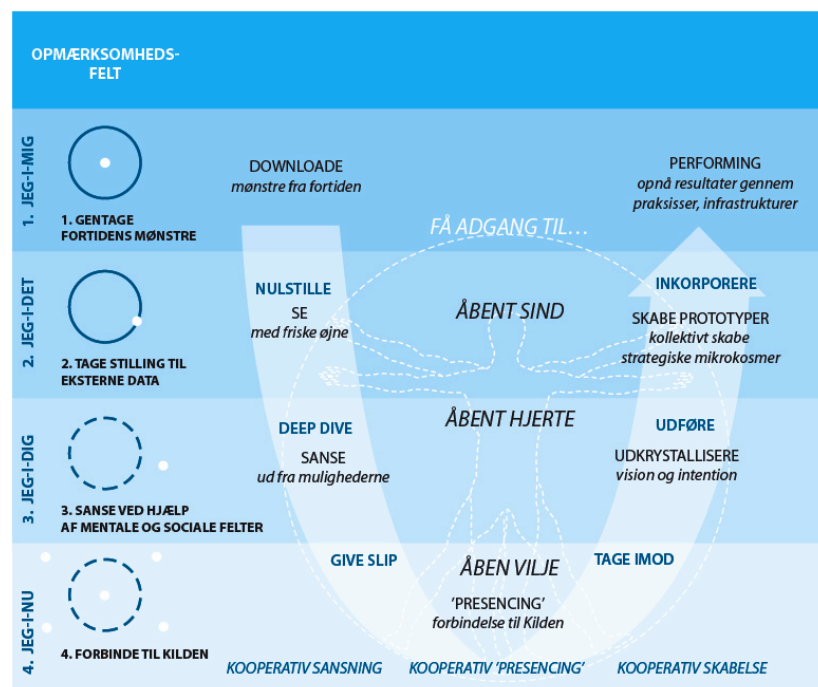 OPMÆRKSOMHEDS-
FELT
1. JEG-I-MIG
1. GENTAGE
FORTIDENS MØNSTRE
DOWNLOADE
mønstre fra fortiden
PERFORMING
opnå resultater gennem
praksisser, infrastrukturer
FÅ ADGANG TIL…
2. JEG-I-DET
2. TAGE STILLING TIL
EKSTERNE DATA
NULSTILLE
SE
med friske øjne
ÅBENT SIND
INKORPORERE
SKABE PROTOTYPER
kollektivt skabe
strategiske mikrokosmer
3. JEG-I-DIG
3. SANSE VED HJÆLP
AF MENTALE OG SOCIALE FELTER
DEEP DIVE
SANSE
ud fra mulighederne
ÅBENT HJERTE
UDFØRE
UDKRYSTALLISERE
vision og intention
4. JEG-I-NU
4. FORBINDE TIL KILDEN
GIVE SLIP
ÅBEN VILJE
'PRESENCING'
forbindelse til Kilden
TAGE IMOD
KOOPERATIV SANSNING
KOOPERATIV 'PRESENCING'
KOOPERATIV SKABELSE